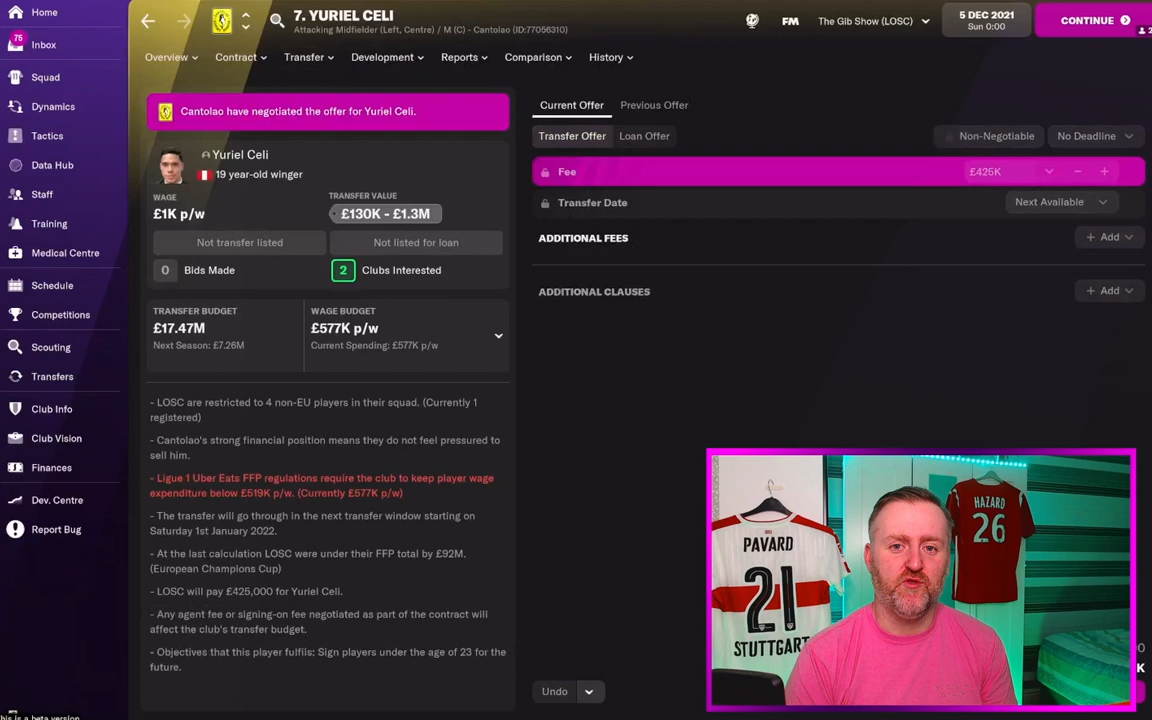 Home
75
Inbox
Squad
Dynamics
Tactics
Data Hub
Staff
Training
Medical Centre
Schedule
Competitions
Scouting
Transfers
Club Info
Club Vision
Finances
Dev. Centre
Report Bug
This is a beta version
7. YURIEL CELI
Attacking Midfielder (Left, Centre) / M (C) - Cantolao (ID:77056310)
FM
The Gib Show (LOSC)
5 DEC 2021
Sun 0:00
CONTINUE
2
Overview
Contract
Transfer
Development
Reports
Comparison
History
Cantolao have negotiated the offer for Yuriel Celi.
Yuriel Celi
19 year-old winger
WAGE
£1K p/w
TRANSFER VALUE
£130K - £1.3M
Not transfer listed
Not listed for loan
0 Bids Made
2 Clubs Interested
TRANSFER BUDGET
£17.47M
Next Season: £7.26M
WAGE BUDGET
£577K p/w
Current Spending: £577K p/w
- LOSC are restricted to 4 non-EU players in their squad. (Currently 1
registered)
- Cantolao's strong financial position means they do not feel pressured to
sell him.
- Ligue 1 Uber Eats FFP regulations require the club to keep player wage
expenditure below £519K p/w. (Currently £577K p/w)
- The transfer will go through in the next transfer window starting on
Saturday 1st January 2022.
- At the last calculation LOSC were under their FFP total by £92M.
(European Champions Cup)
- LOSC will pay £425,000 for Yuriel Celi.
- Any agent fee or signing-on fee negotiated as part of the contract will
affect the club's transfer budget.
- Objectives that this player fulfils: Sign players under the age of 23 for the
future.
Current Offer
Previous Offer
Transfer Offer
Loan Offer
Non-Negotiable
No Deadline
Fee
£425K
- +
Transfer Date
Next Available
ADDITIONAL FEES
+ Add
ADDITIONAL CLAUSES
+ Add
Undo
PAVARD
21
STUTTGART
HAZARD
26
0
K